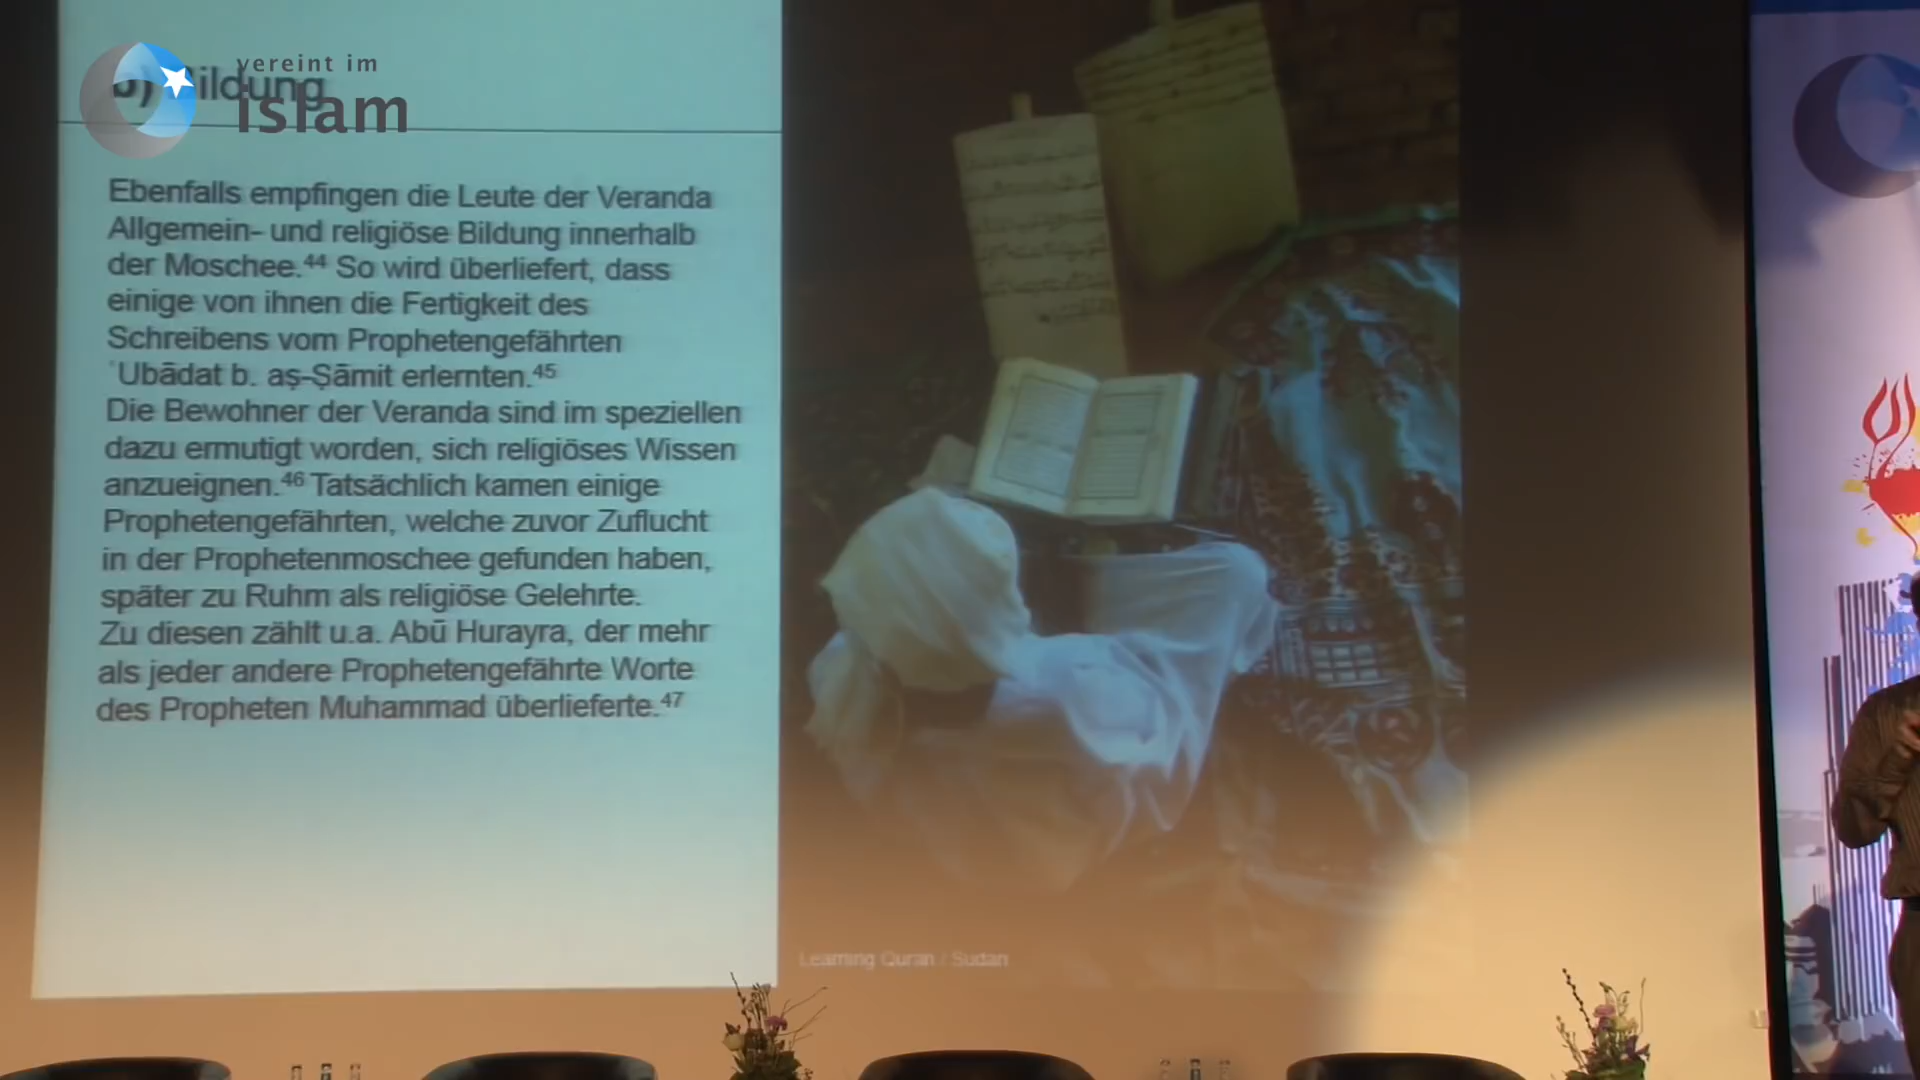 vereint im
islam
b) Bildung
Ebenfalls empfingen die Leute der Veranda
Allgemein- und religiöse Bildung innerhalb
der Moschee.⁴⁴ So wird überliefert, dass
einige von ihnen die Fertigkeit des
Schreibens vom Prophetengefährten
ʿUbādat b. aṣ-Ṣāmit erlernten.⁴⁵
Die Bewohner der Veranda sind im speziellen
dazu ermutigt worden, sich religiöses Wissen
anzueignen.⁴⁶ Tatsächlich kamen einige
Prophetengefährten, welche zuvor Zuflucht
in der Prophetenmoschee gefunden haben,
später zu Ruhm als religiöse Gelehrte.
Zu diesen zählt u.a. Abū Hurayra, der mehr
als jeder andere Prophetengefährte Worte
des Propheten Muhammad überlieferte.⁴⁷
Learning Quran / Sudan